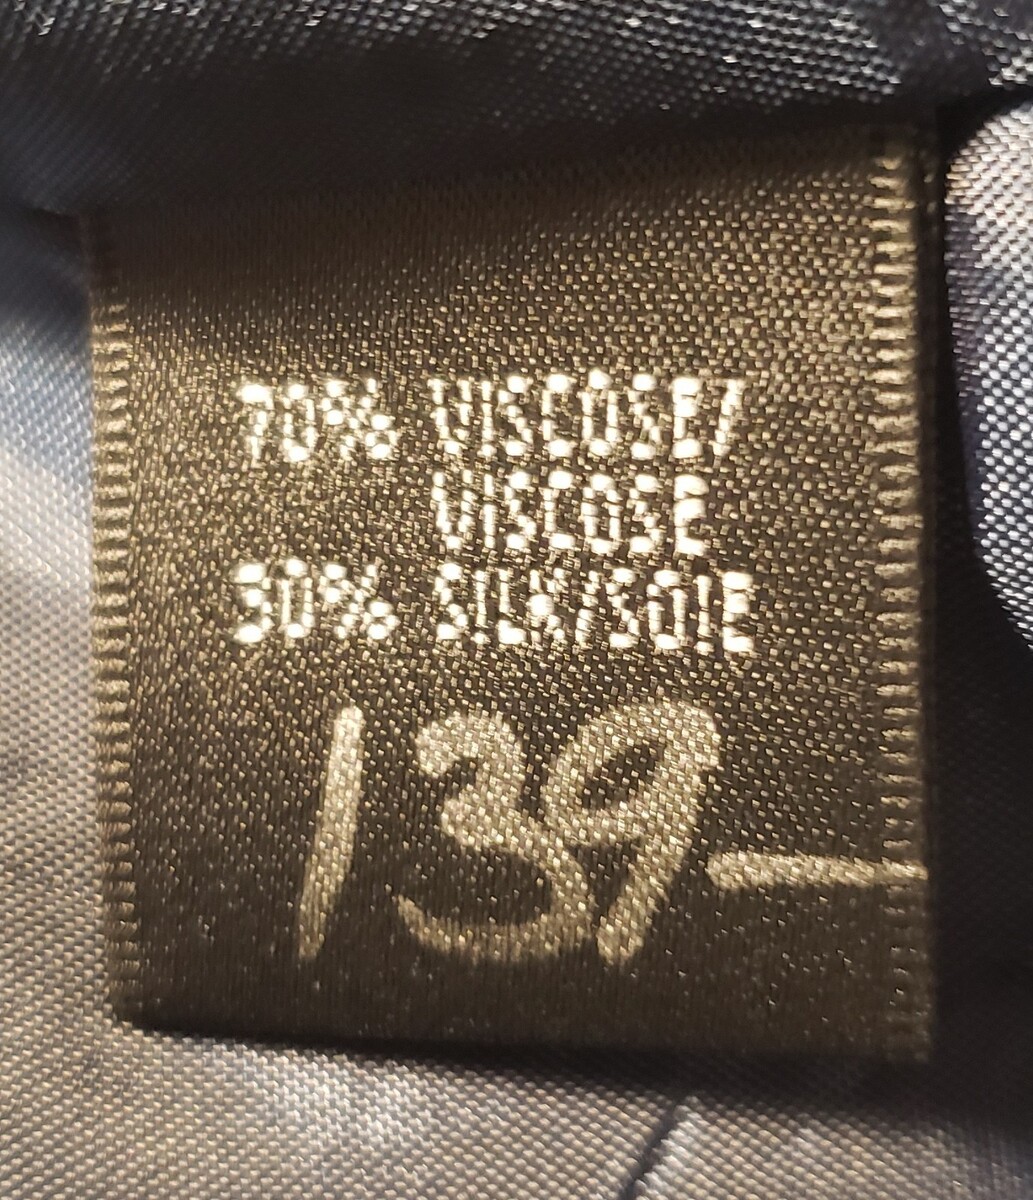 70% VISCOSE/
VISCOSE
30% SILK/SOIE
139-